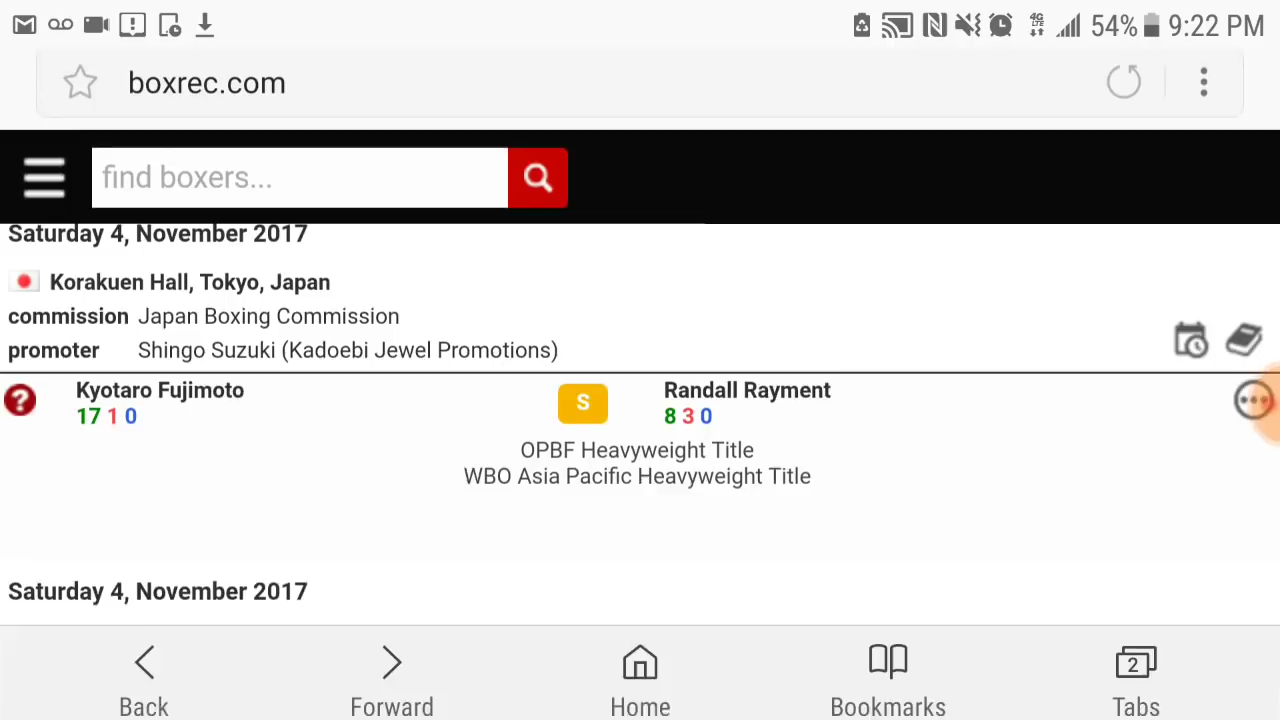 54% 9:22 PM
boxrec.com
find boxers...
Saturday 4, November 2017
Korakuen Hall, Tokyo, Japan
commission Japan Boxing Commission
promoter Shingo Suzuki (Kadoebi Jewel Promotions)
Kyotaro Fujimoto S Randall Rayment
17 1 0 8 3 0
OPBF Heavyweight Title
WBO Asia Pacific Heavyweight Title
Saturday 4, November 2017
2
Back Forward Home Bookmarks Tabs